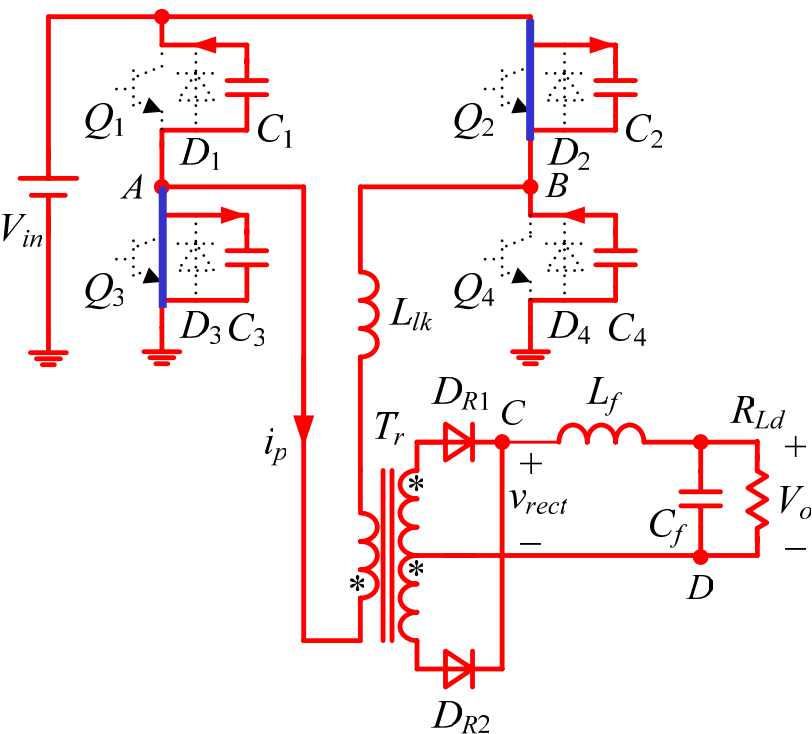 Q1
D1
C1
Q2
D2
C2
A
B
Vin
Q3
D3
C3
Q4
D4
C4
Llk
DR1
C
Lf
RLd
ip
Tr
+
vrect
−
*
*
*
Cf
+
Vo
−
D
DR2